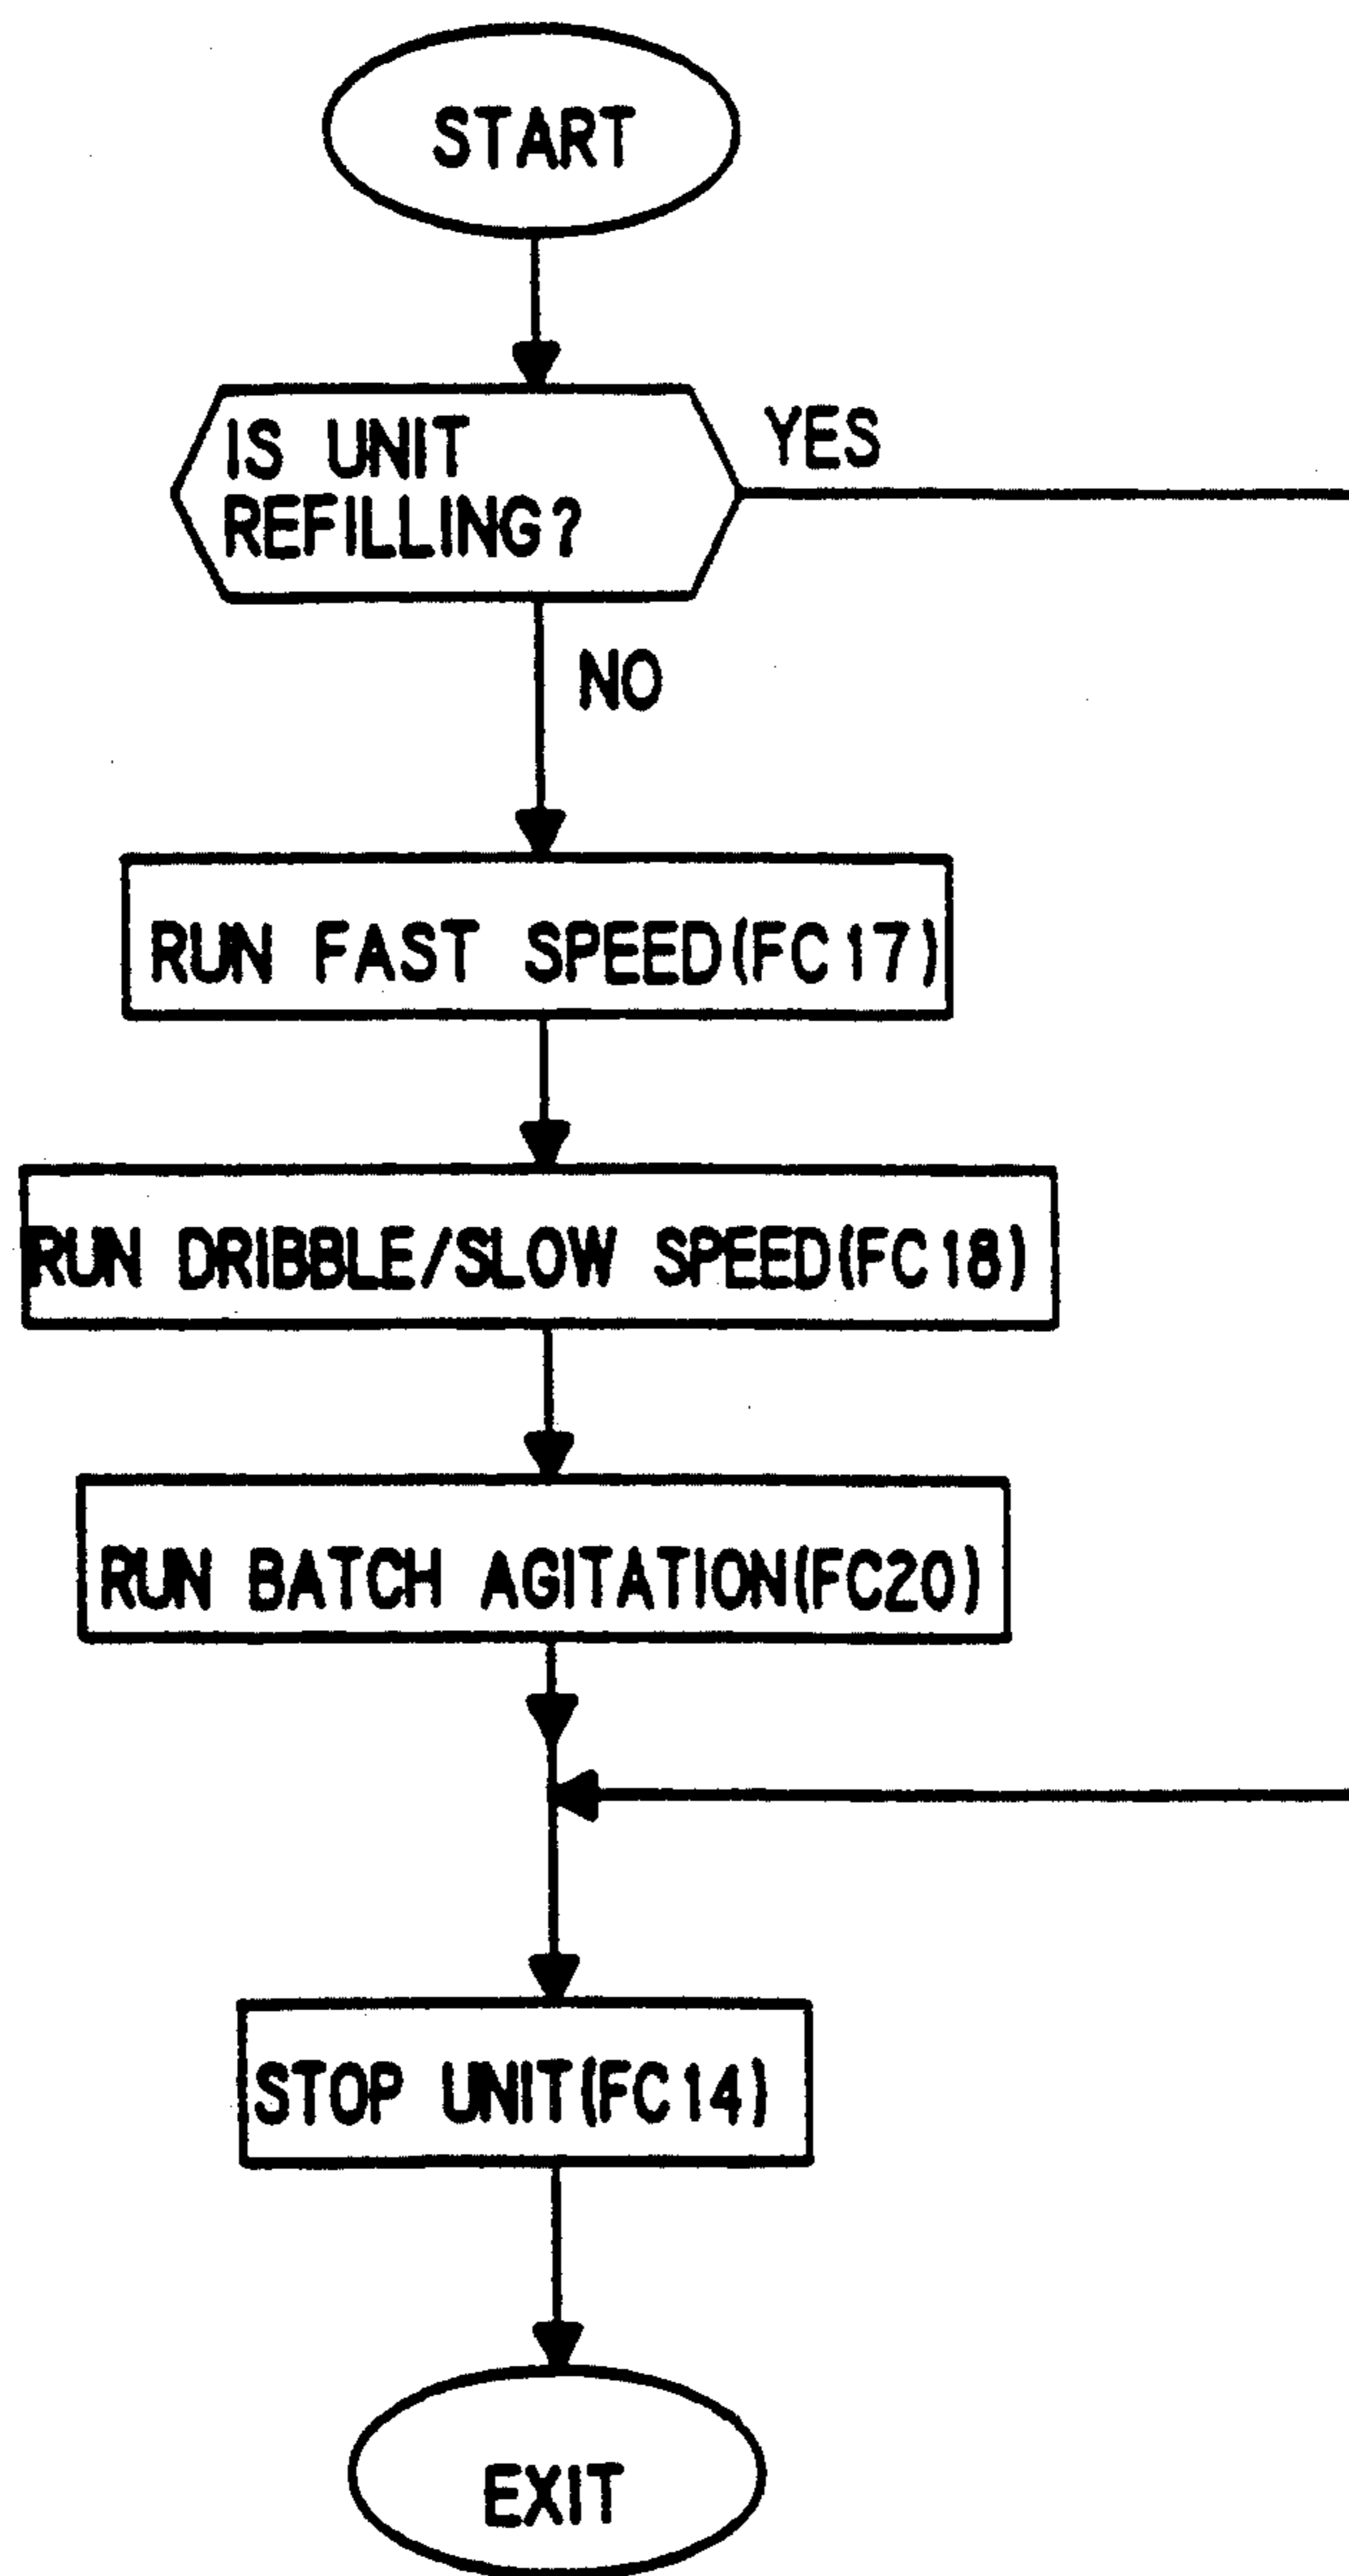 START
IS UNIT
REFILLING?
YES
NO
RUN FAST SPEED(FC17)
RUN DRIBBLE/SLOW SPEED(FC18)
RUN BATCH AGITATION(FC20)
STOP UNIT(FC14)
EXIT